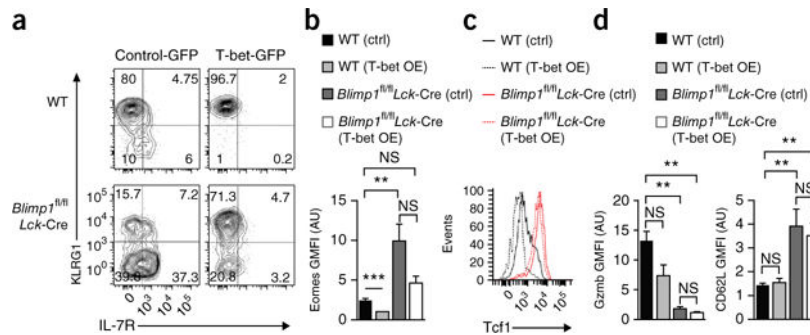 a
Control-GFP T-bet-GFP
WT
80 4.75
10 6
96.7 2
1 0.2
Blimp1fl/fl
Lck-Cre
15.7 7.2
37.3
71.3 4.7
20.8 3.2
KLRG1
10⁵
10⁴
10³
10⁰
0 10³ 10⁴ 0 10³ 10⁴
IL-7R
b
WT (ctrl)
WT (T-bet OE)
Blimp1fl/flLck-Cre (ctrl)
Blimp1fl/flLck-Cre
(T-bet OE)
NS
**
NS
***
15
10
5
0
Eomes GMFI (AU)
c
WT (ctrl)
WT (T-bet OE)
Blimp1fl/flLck-Cre (ctrl)
Blimp1fl/flLck-Cre
(T-bet OE)
100
80
60
40
20
0
Events
0 10³ 10⁴ 10⁵
Tcf1
d
WT (ctrl)
WT (T-bet OE)
Blimp1fl/flLck-Cre (ctrl)
Blimp1fl/flLck-Cre
(T-bet OE)
**
**
NS
NS
25
20
15
10
5
0
Gzmb GMFI (AU)
**
**
NS
NS
6
4
2
0
CD62L GMFI (AU)